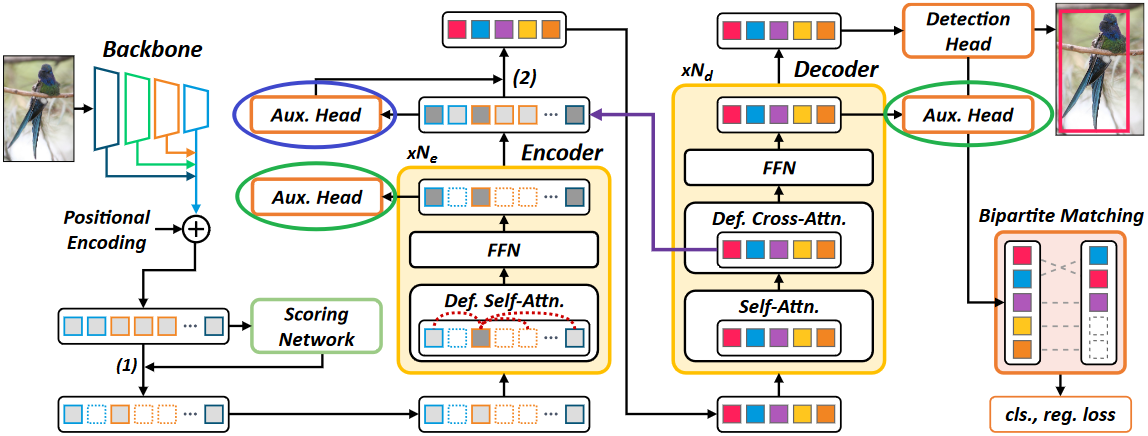 Backbone
Positional
Encoding
(1)
Scoring
Network
Aux. Head
Aux. Head
(2)
xNₑ
Encoder
FFN
...
Def. Self-Attn.
...
...
...
...
...
xN_d
Decoder
FFN
Def. Cross-Attn.
Self-Attn.
Detection
Head
Aux. Head
Bipartite Matching
cls., reg. loss